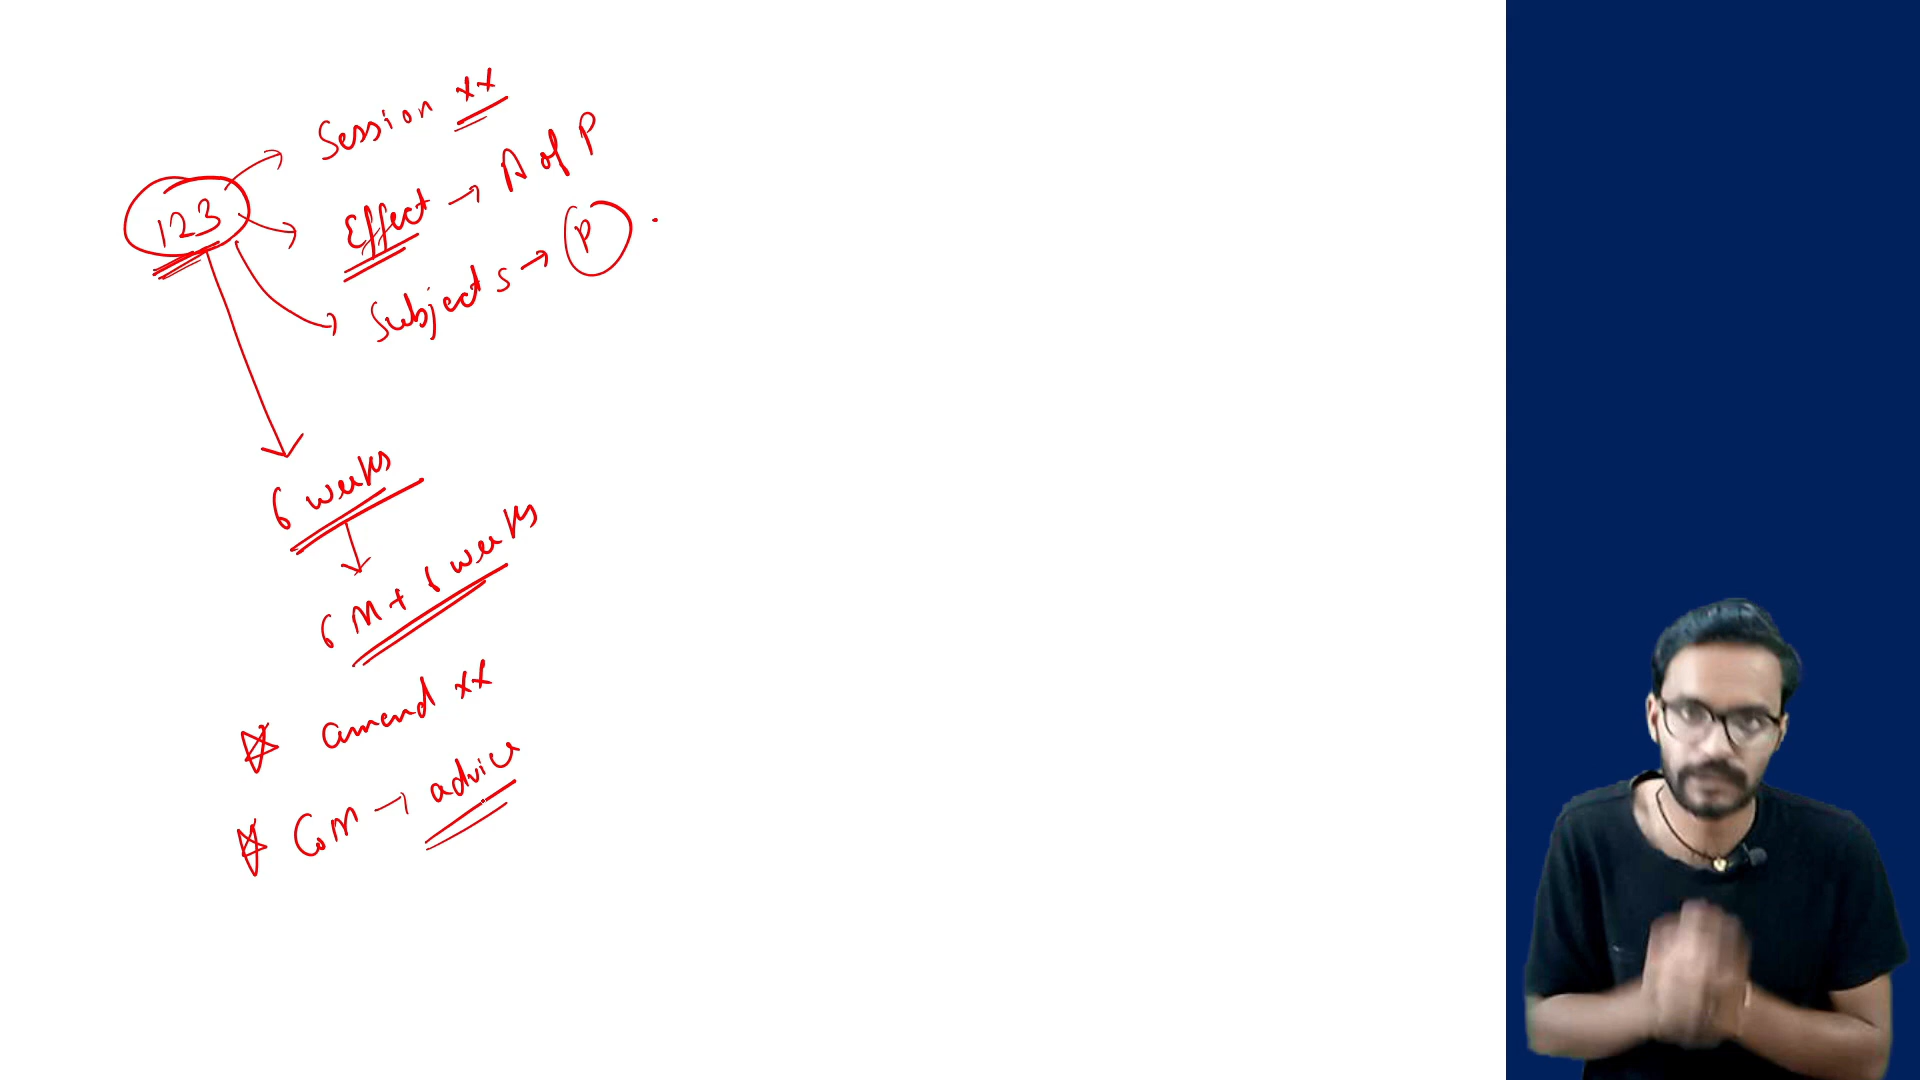 Session xx
123
Effect → A of P
Subjects → P
6 weeks
6 M + 6 weeks
amend xx
CoM → advice